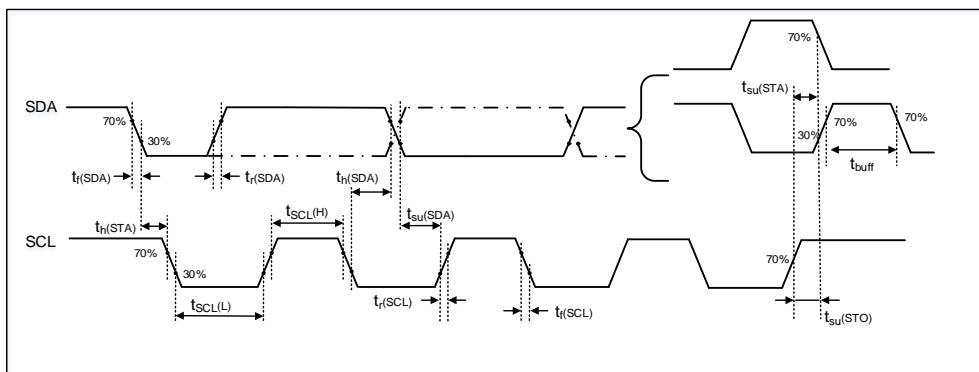 70%
tsu(STA)
SDA
70%
30%
30%
70%
70%
tbuff
tf(SDA)
tr(SDA)
th(SDA)
th(STA)
tSCL(H)
tsu(SDA)
SCL
70%
30%
70%
tSCL(L)
tr(SCL)
tf(SCL)
tsu(STO)